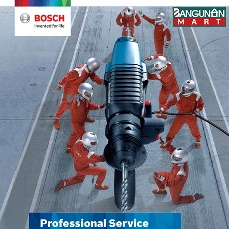 BOSCH
Invented for life
BANGUNAN
MART
Professional Service